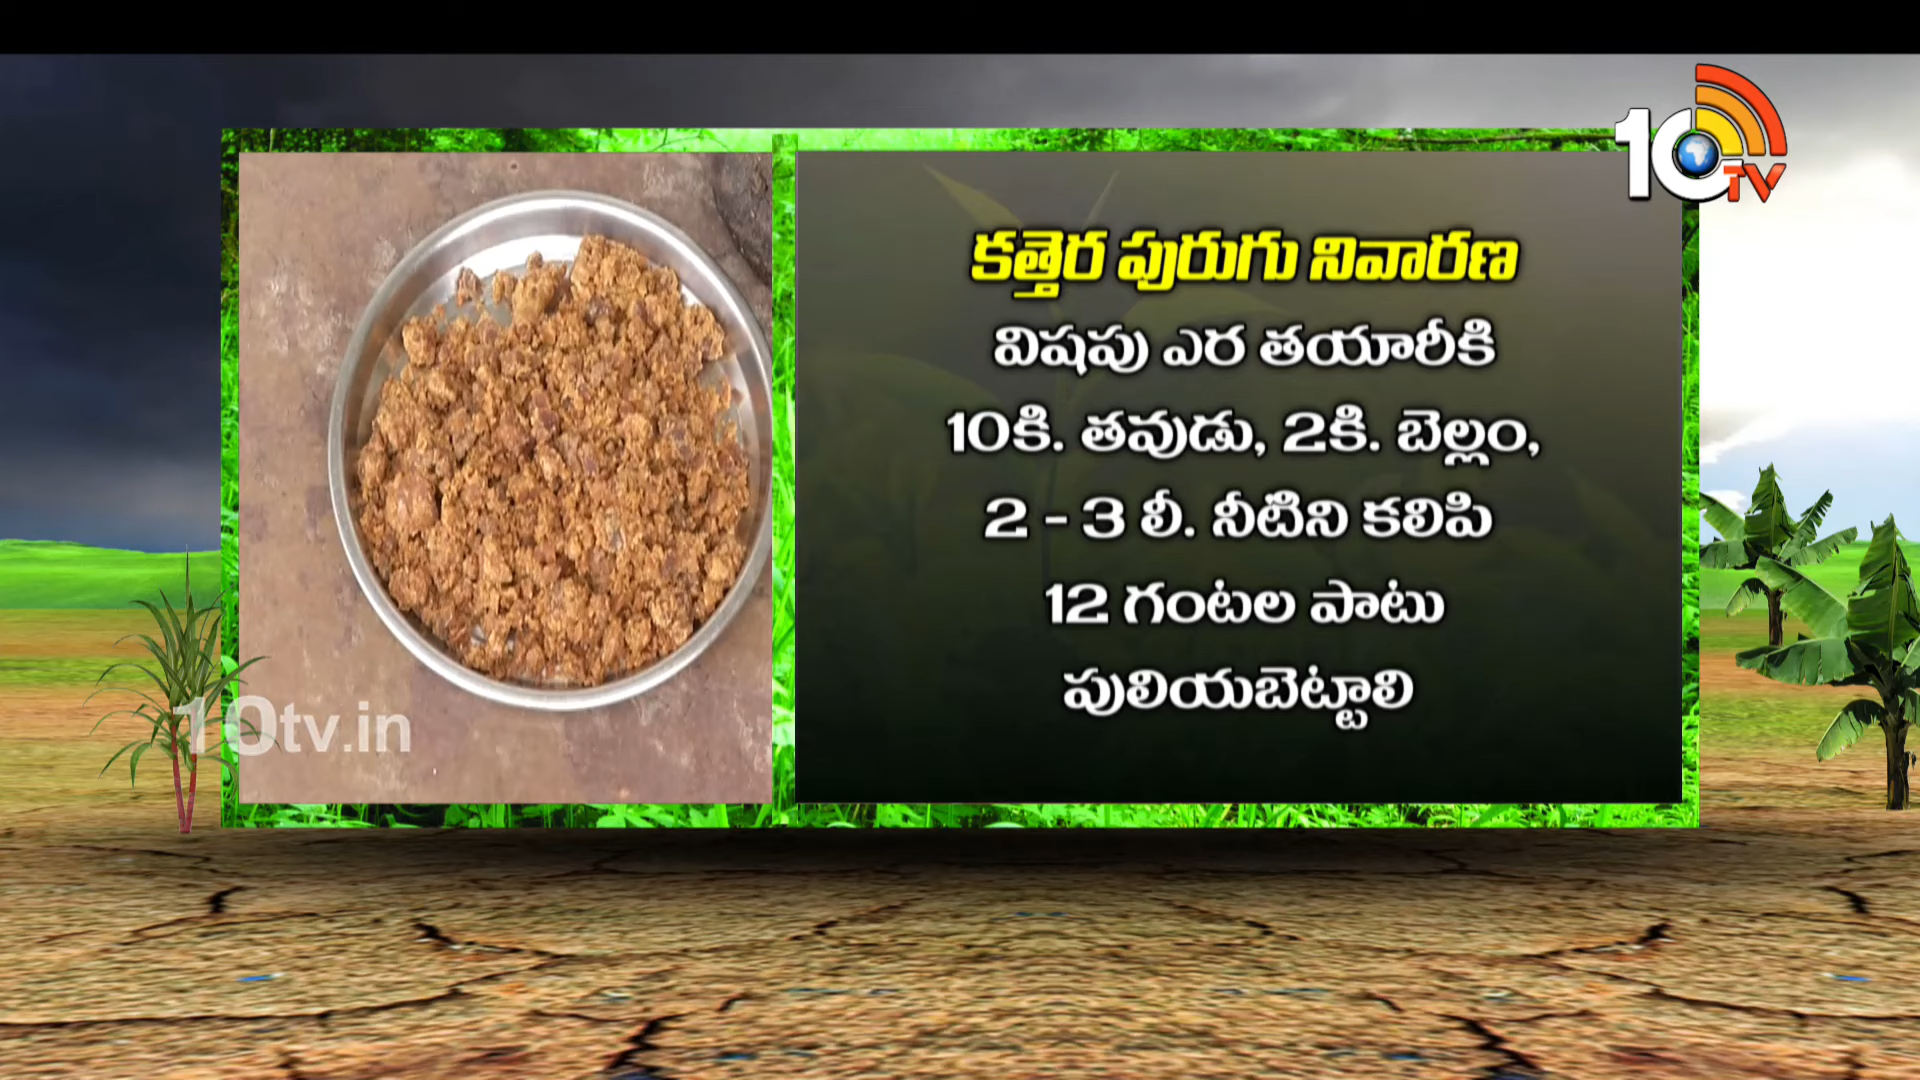 10TV
కత్తెర పురుగు నివారణ
విషపు ఎర తయారీకి
10కి. తవుడు, 2కి. బెల్లం,
2 - 3 లీ. నీటిని కలిపి
12 గంటల పాటు
పులియబెట్టాలి
10tv.in